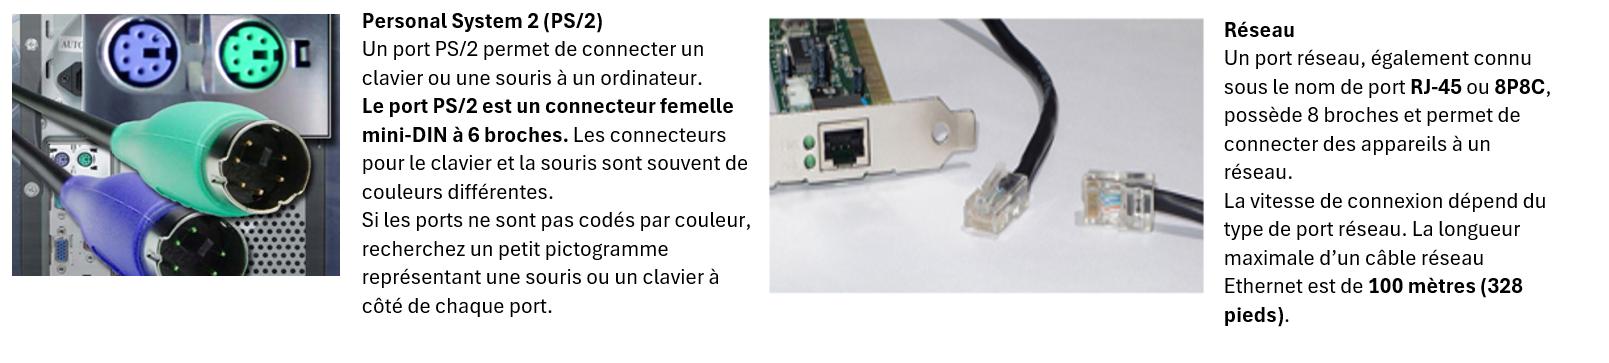 Personal System 2 (PS/2)
Un port PS/2 permet de connecter un
clavier ou une souris à un ordinateur.
Le port PS/2 est un connecteur femelle
mini-DIN à 6 broches. Les connecteurs
pour le clavier et la souris sont souvent de
couleurs différentes.
Si les ports ne sont pas codés par couleur,
recherchez un petit pictogramme
représentant une souris ou un clavier à
côté de chaque port.
Réseau
Un port réseau, également connu
sous le nom de port RJ-45 ou 8P8C,
possède 8 broches et permet de
connecter des appareils à un
réseau.
La vitesse de connexion dépend du
type de port réseau. La longueur
maximale d’un câble réseau
Ethernet est de 100 mètres (328
pieds).